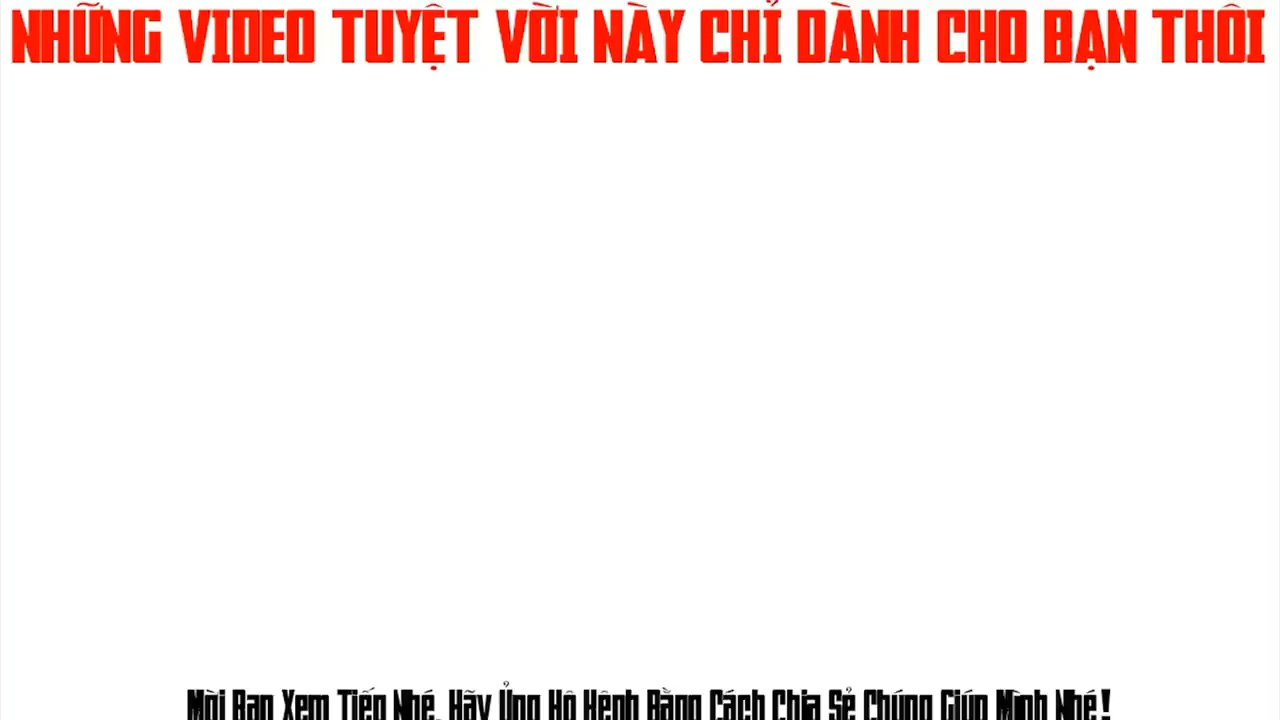 NHỮNG VIDEO TUYỆT VỜI NÀY CHỈ DÀNH CHO BẠN THÔI
Mời Bạn Xem Tiếp Nhé, Hãy Ủng Hộ Kênh Bằng Cách Chia Sẻ Chúng Giúp Mình Nhé!